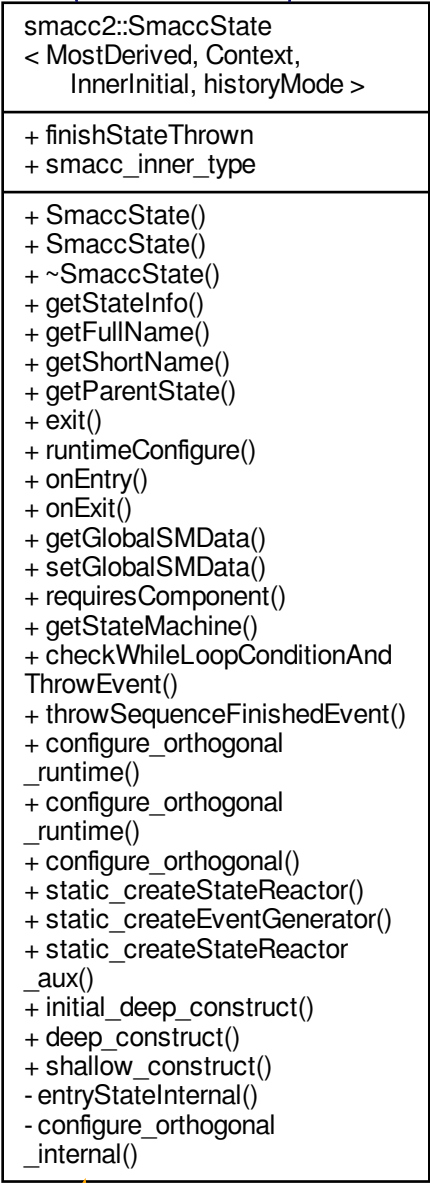 smacc2::SmaccState
< MostDerived, Context,
InnerInitial, historyMode >
+ finishStateThrown
+ smacc_inner_type
+ SmaccState()
+ SmaccState()
+ ~SmaccState()
+ getStateInfo()
+ getFullName()
+ getShortName()
+ getParentState()
+ exit()
+ runtimeConfigure()
+ onEntry()
+ onExit()
+ getGlobalSMData()
+ setGlobalSMData()
+ requiresComponent()
+ getStateMachine()
+ checkWhileLoopConditionAnd
ThrowEvent()
+ throwSequenceFinishedEvent()
+ configure_orthogonal
_runtime()
+ configure_orthogonal
_runtime()
+ configure_orthogonal()
+ static_createStateReactor()
+ static_createEventGenerator()
+ static_createStateReactor
_aux()
+ initial_deep_construct()
+ deep_construct()
+ shallow_construct()
- entryStateInternal()
- configure_orthogonal
_internal()